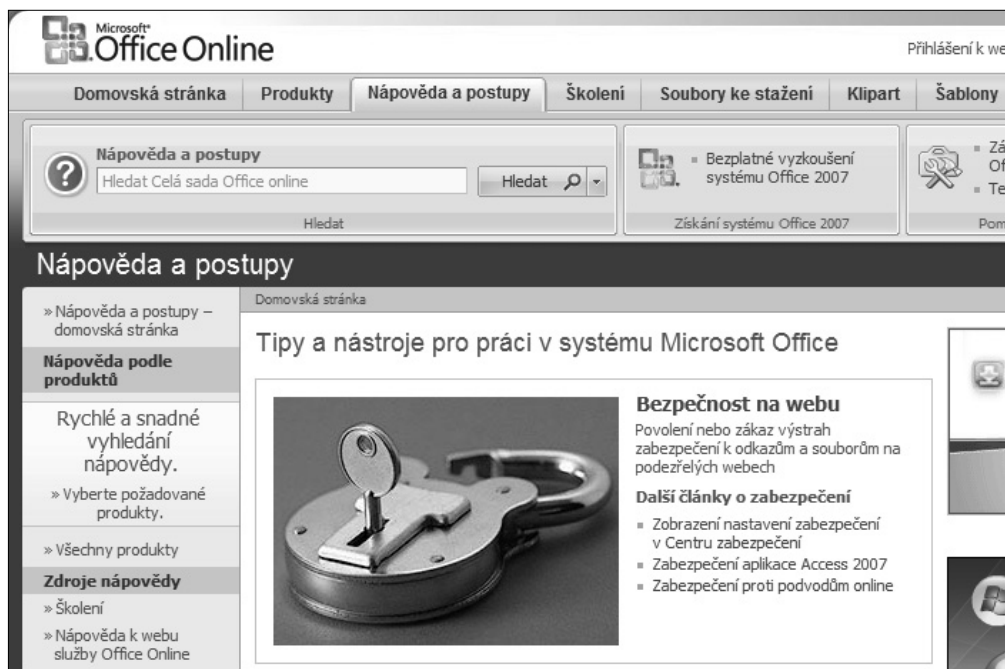 Microsoft®
Office Online
Přihlášení k
Domovská stránka
Produkty
Nápověda a postupy
Školení
Soubory ke stažení
Klipart
Šablony
Nápověda a postupy
Hledat Celá sada Office online
Hledat
Hledat
Bezplatné vyzkoušení
systému Office 2007
Získání systému Office 2007
Nápověda a postupy
» Nápověda a postupy –
domovská stránka
Nápověda podle
produktů
Rychlé a snadné
vyhledání
nápovědy.
» Vyberte požadované
produkty.
» Všechny produkty
Zdroje nápovědy
» Školení
» Nápověda k webu
služby Office Online
Domovská stránka
Tipy a nástroje pro práci v systému Microsoft Office
Bezpečnost na webu
Povolení nebo zákaz výstrah
zabezpečení k odkazům a souborům na
podezřelých webech
Další články o zabezpečení
Zobrazení nastavení zabezpečení
v Centru zabezpečení
Zabezpečení aplikace Access 2007
Zabezpečení proti podvodům online